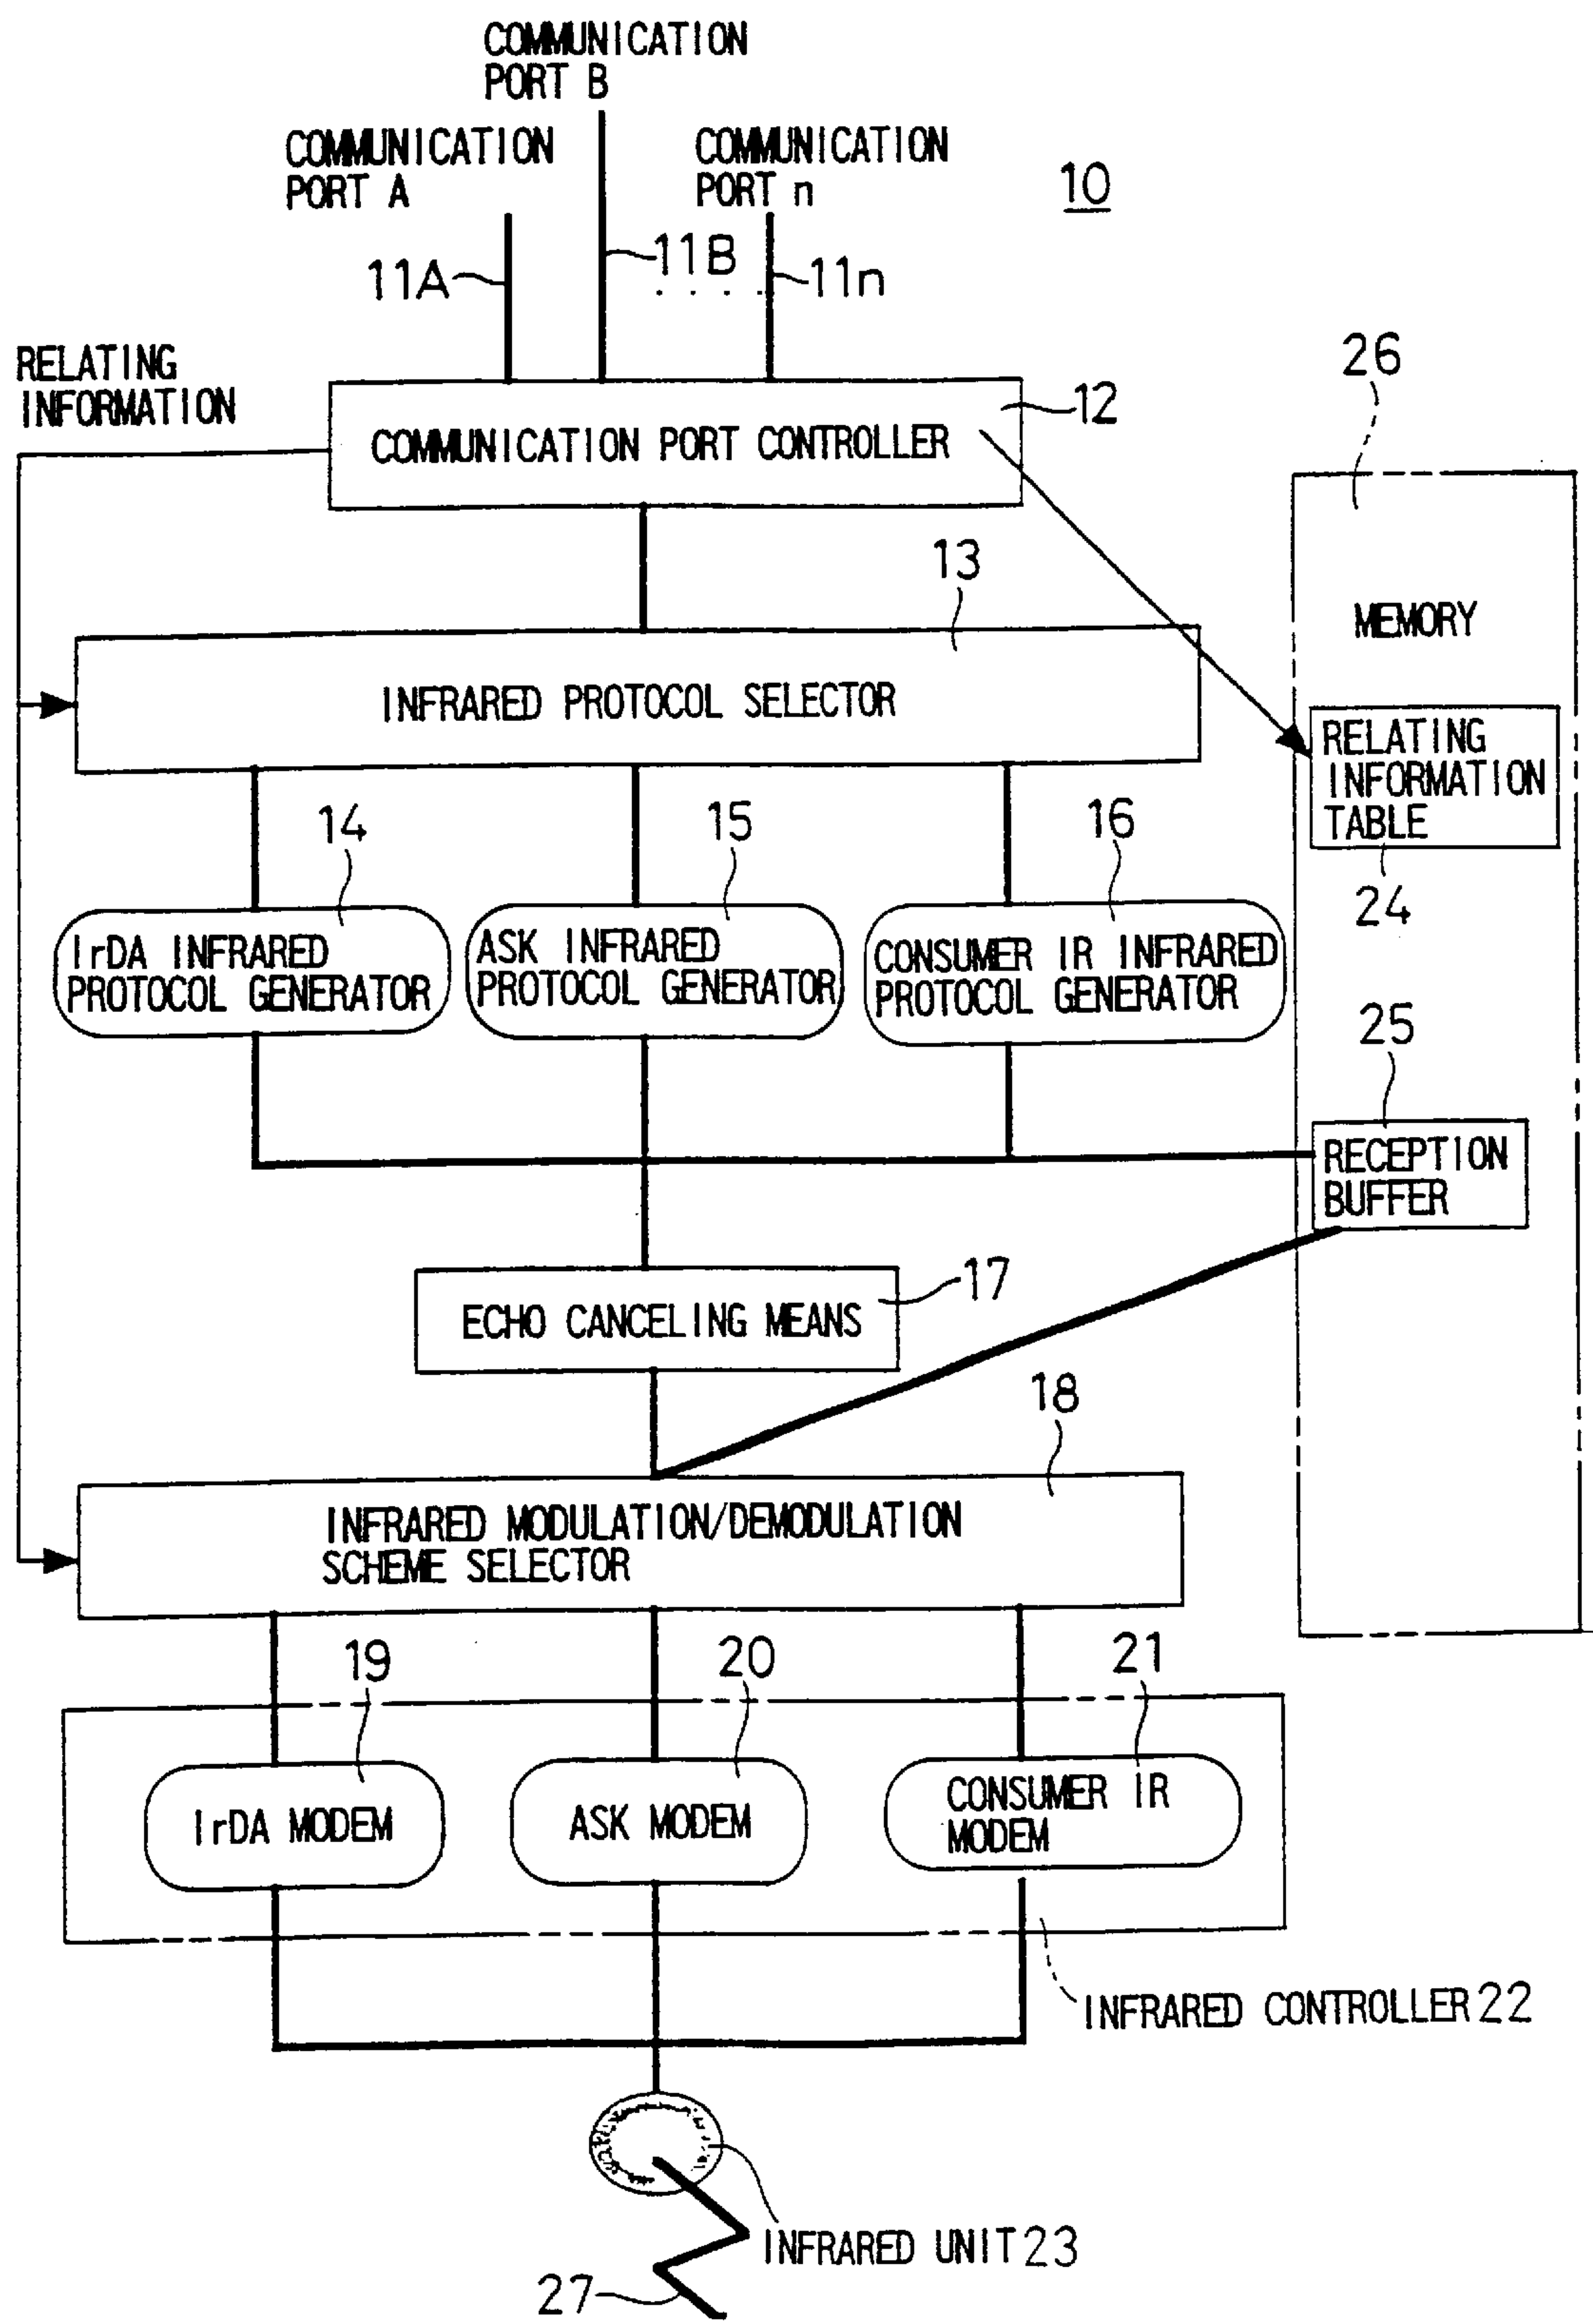 COMMUNICATION
PORT B
COMMUNICATION
PORT A
COMMUNICATION
PORT n
10
11A
11B
11n
RELATING
INFORMATION
12
COMMUNICATION PORT CONTROLLER
26
13
MEMORY
INFRARED PROTOCOL SELECTOR
RELATING
INFORMATION
TABLE
24
14
15
16
IrDA INFRARED
PROTOCOL GENERATOR
ASK INFRARED
PROTOCOL GENERATOR
CONSUMER IR INFRARED
PROTOCOL GENERATOR
25
RECEPTION
BUFFER
17
ECHO CANCELING MEANS
18
INFRARED MODULATION/DEMODULATION
SCHEME SELECTOR
19
20
21
IrDA MODEM
ASK MODEM
CONSUMER IR
MODEM
INFRARED CONTROLLER 22
INFRARED UNIT 23
27